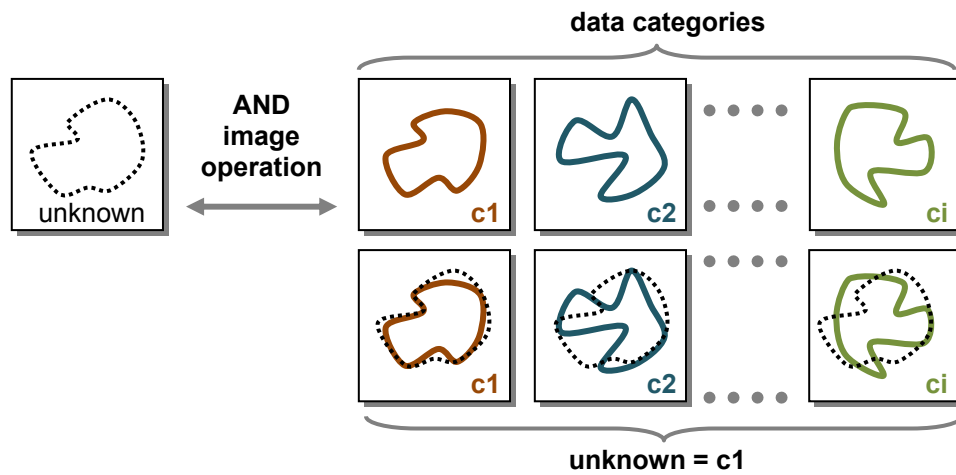 data categories
AND
image
operation
unknown
c1
c2
ci
c1
c2
ci
unknown = c1